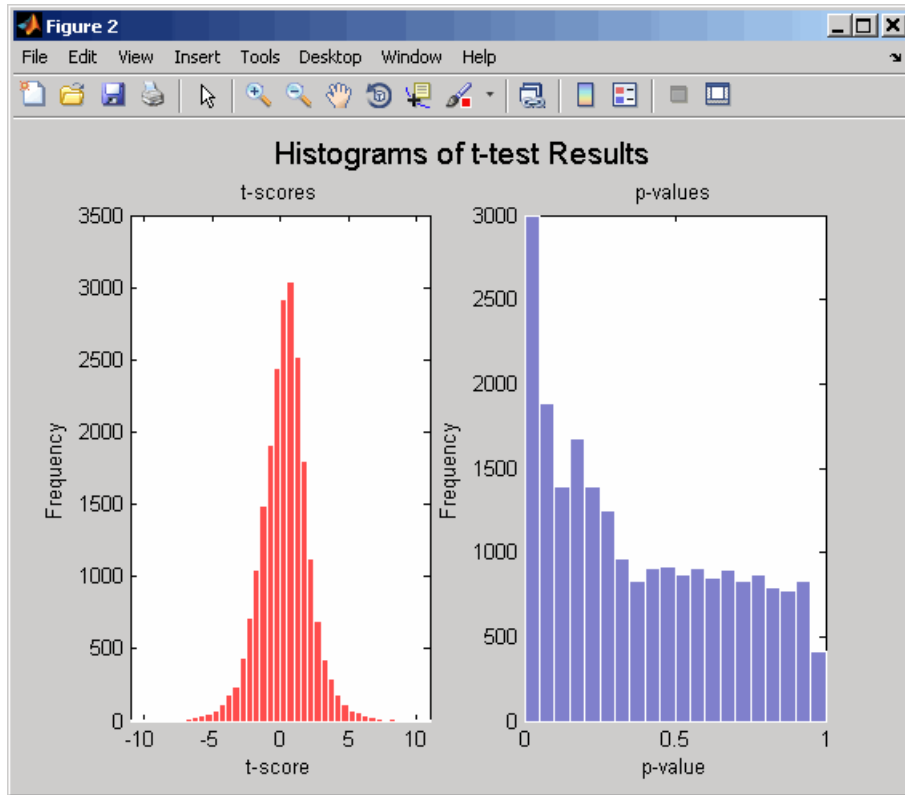 Figure 2
File Edit View Insert Tools Desktop Window Help
Histograms of t-test Results
t-scores
3500
3000
2500
2000
1500
1000
500
0
Frequency
-10 -5 0 5 10
t-score
p-values
3000
2500
2000
1500
1000
500
0
Frequency
0 0.5 1
p-value